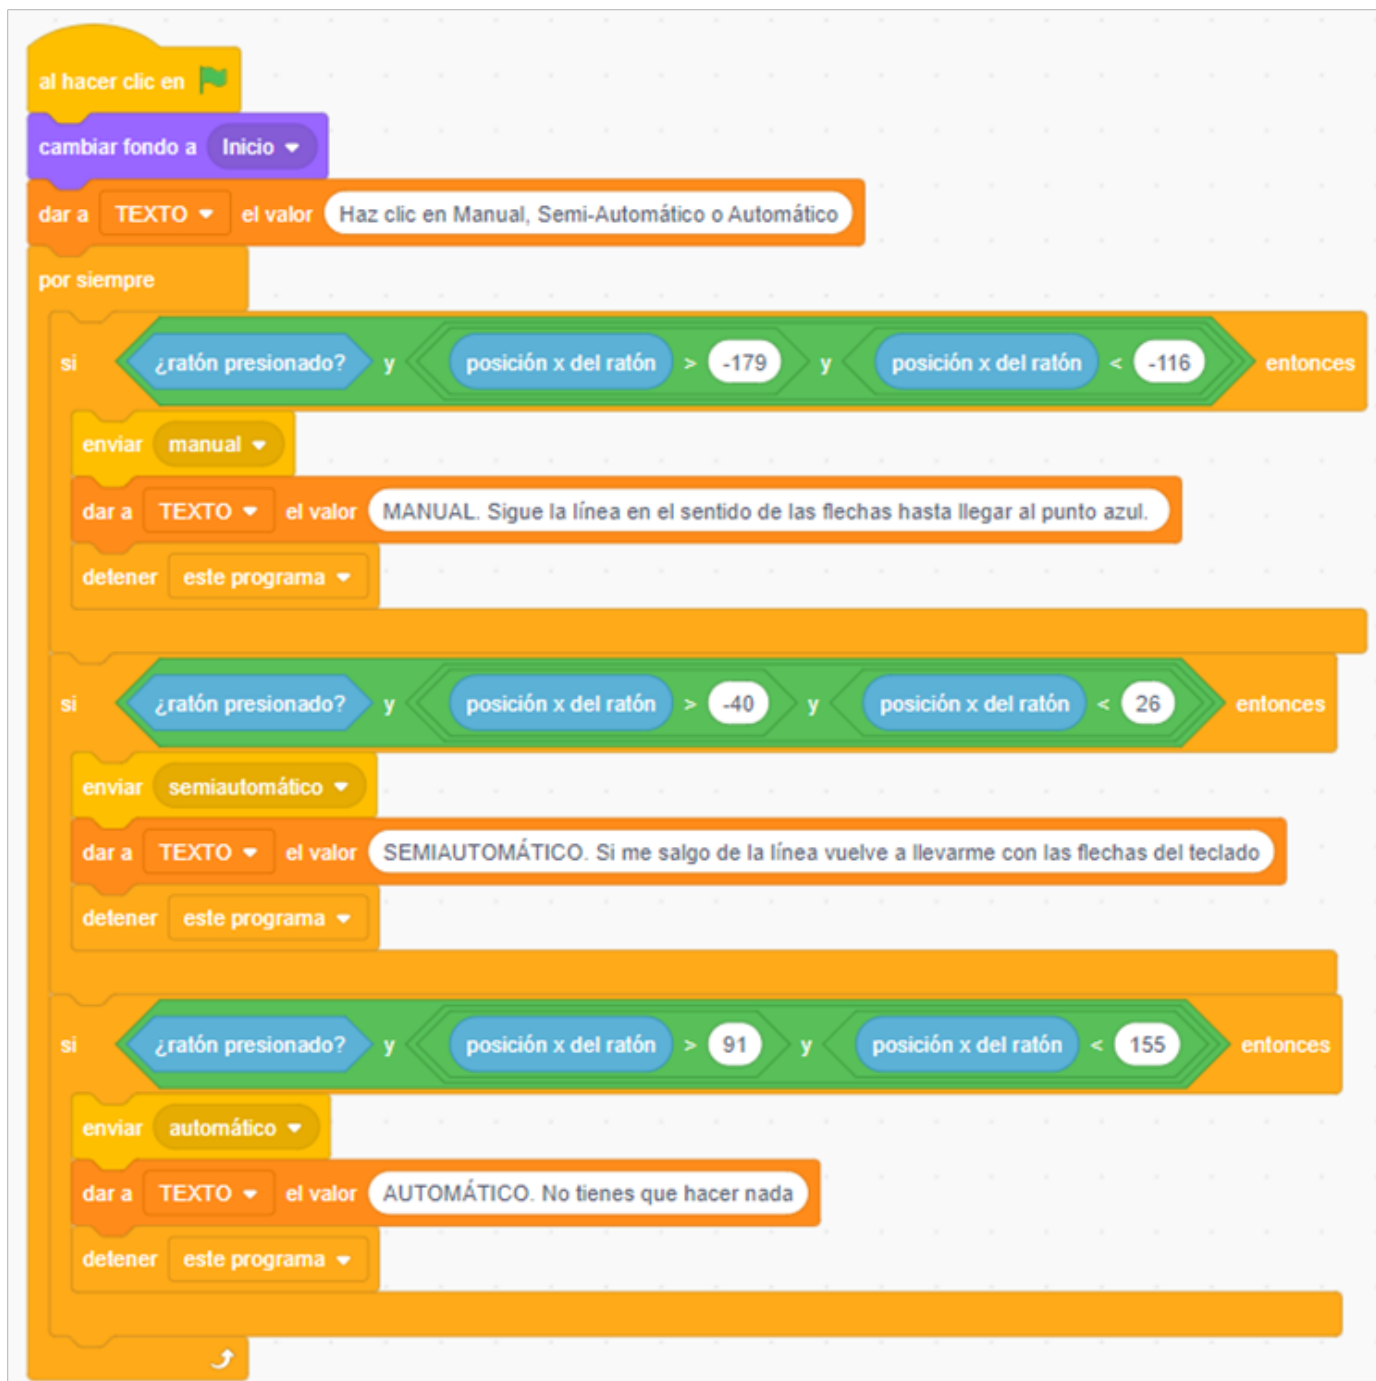 al hacer clic en
cambiar fondo a Inicio
dar a TEXTO el valor Haz clic en Manual, Semi-Automático o Automático
por siempre
si ¿ratón presionado? y posición x del ratón > -179 y posición x del ratón < -116 entonces
enviar manual
dar a TEXTO el valor MANUAL. Sigue la línea en el sentido de las flechas hasta llegar al punto azul.
detener este programa
si ¿ratón presionado? y posición x del ratón > -40 y posición x del ratón < 26 entonces
enviar semiautomático
dar a TEXTO el valor SEMIAUTOMÁTICO. Si me salgo de la línea vuelve a llevarme con las flechas del teclado
detener este programa
si ¿ratón presionado? y posición x del ratón > 91 y posición x del ratón < 155 entonces
enviar automático
dar a TEXTO el valor AUTOMÁTICO. No tienes que hacer nada
detener este programa